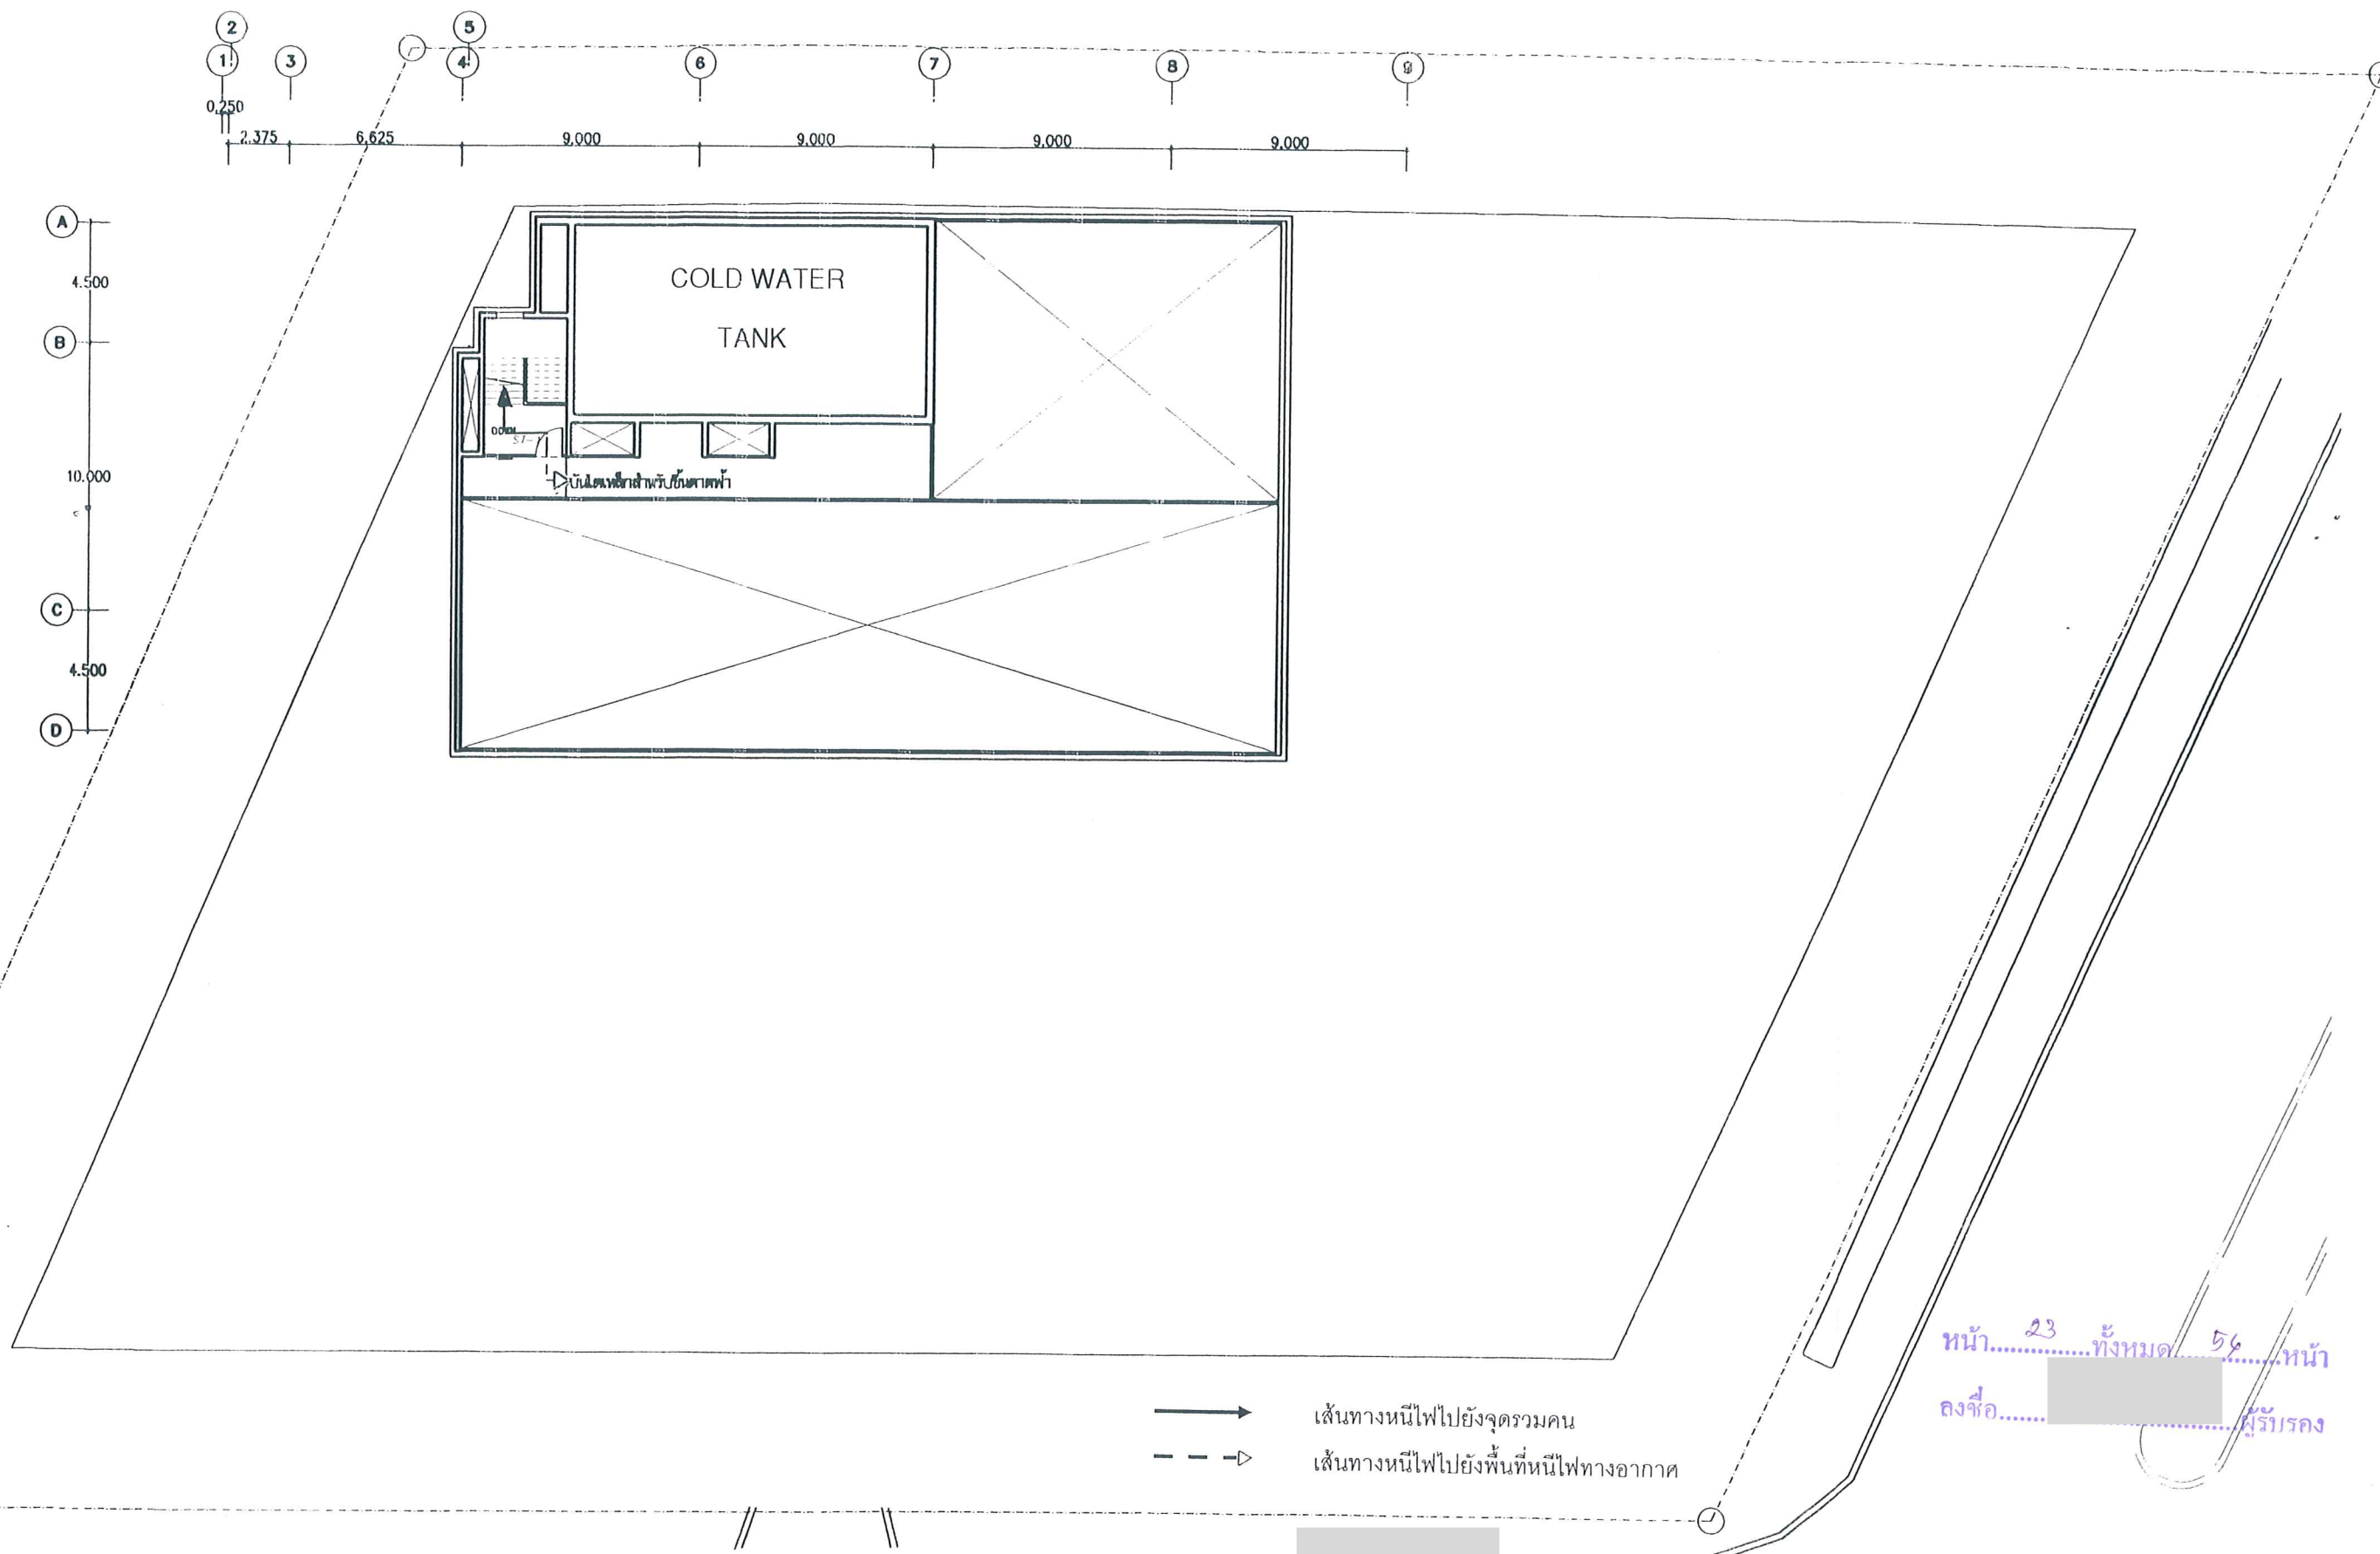 2
5
1
3
4
6
7
8
9
0.250
2.375
6.625
9.000
9.000
9.000
9.000
A
4.500
COLD WATER
TANK
B
ST-1
บันไดเหล็กสำหรับขึ้นดาดฟ้า
10.000
C
4.500
D
หน้า 23 ทั้งหมด 54 หน้า
ลงชื่อ ผู้รับรอง
เส้นทางหนีไฟไปยังจุดรวมคน
เส้นทางหนีไฟไปยังพื้นที่หนีไฟทางอากาศ